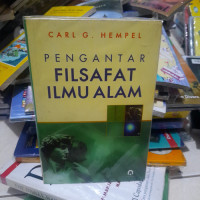 CARL G. HEMPEL
PENGANTAR
FILSAFAT
ILMU ALAM